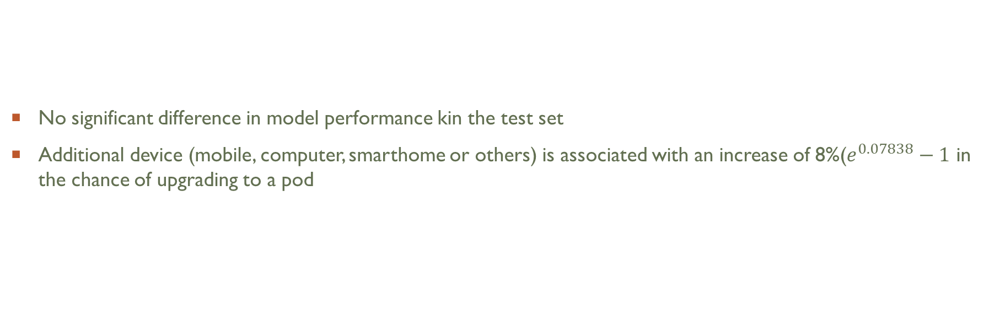 ▪ No significant difference in model performance kin the test set
▪ Additional device (mobile, computer, smarthome or others) is associated with an increase of 8%(𝑒^0.07838 − 1 in
the chance of upgrading to a pod